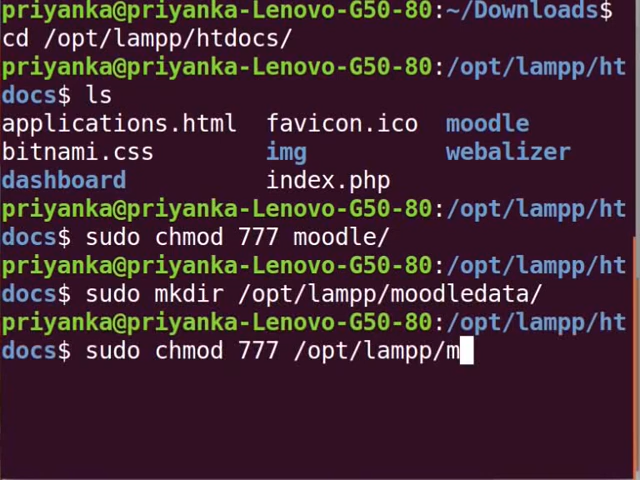 priyanka@priyanka-Lenovo-G50-80:~/Downloads$
cd /opt/lampp/htdocs/
priyanka@priyanka-Lenovo-G50-80:/opt/lampp/ht
docs$ ls
applications.html  favicon.ico  moodle
bitnami.css        img          webalizer
dashboard          index.php
priyanka@priyanka-Lenovo-G50-80:/opt/lampp/ht
docs$ sudo chmod 777 moodle/
priyanka@priyanka-Lenovo-G50-80:/opt/lampp/ht
docs$ sudo mkdir /opt/lampp/moodledata/
priyanka@priyanka-Lenovo-G50-80:/opt/lampp/ht
docs$ sudo chmod 777 /opt/lampp/m